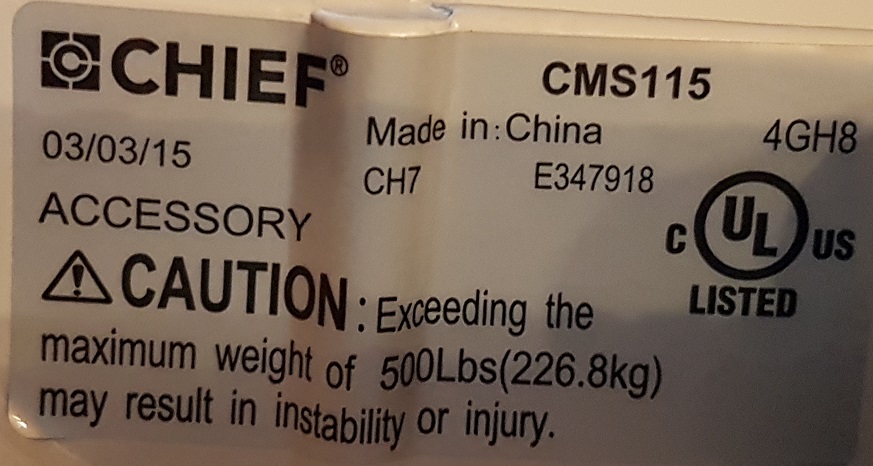 CHIEF®
CMS115
03/03/15
Made in: China
4GH8
CH7
E347918
ACCESSORY
C UL US
LISTED
CAUTION: Exceeding the
maximum weight of 500Lbs(226.8kg)
may result in instability or injury.